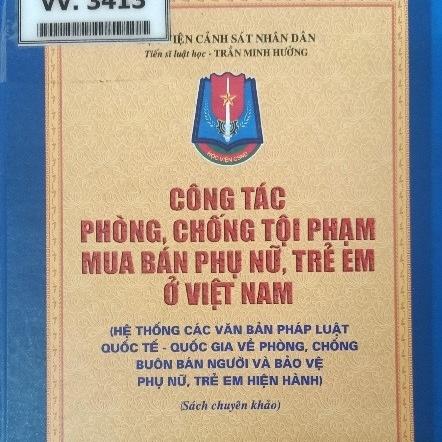 VV. 3413
VIỆN CẢNH SÁT NHÂN DÂN
Tiến sĩ luật học - TRẦN MINH HƯỞNG
HỌC VIỆN CSND
CÔNG TÁC
PHÒNG, CHỐNG TỘI PHẠM
MUA BÁN PHỤ NỮ, TRẺ EM
Ở VIỆT NAM
(HỆ THỐNG CÁC VĂN BẢN PHÁP LUẬT
QUỐC TẾ - QUỐC GIA VỀ PHÒNG, CHỐNG
BUÔN BÁN NGƯỜI VÀ BẢO VỆ
PHỤ NỮ, TRẺ EM HIỆN HÀNH)
(Sách chuyên khảo)